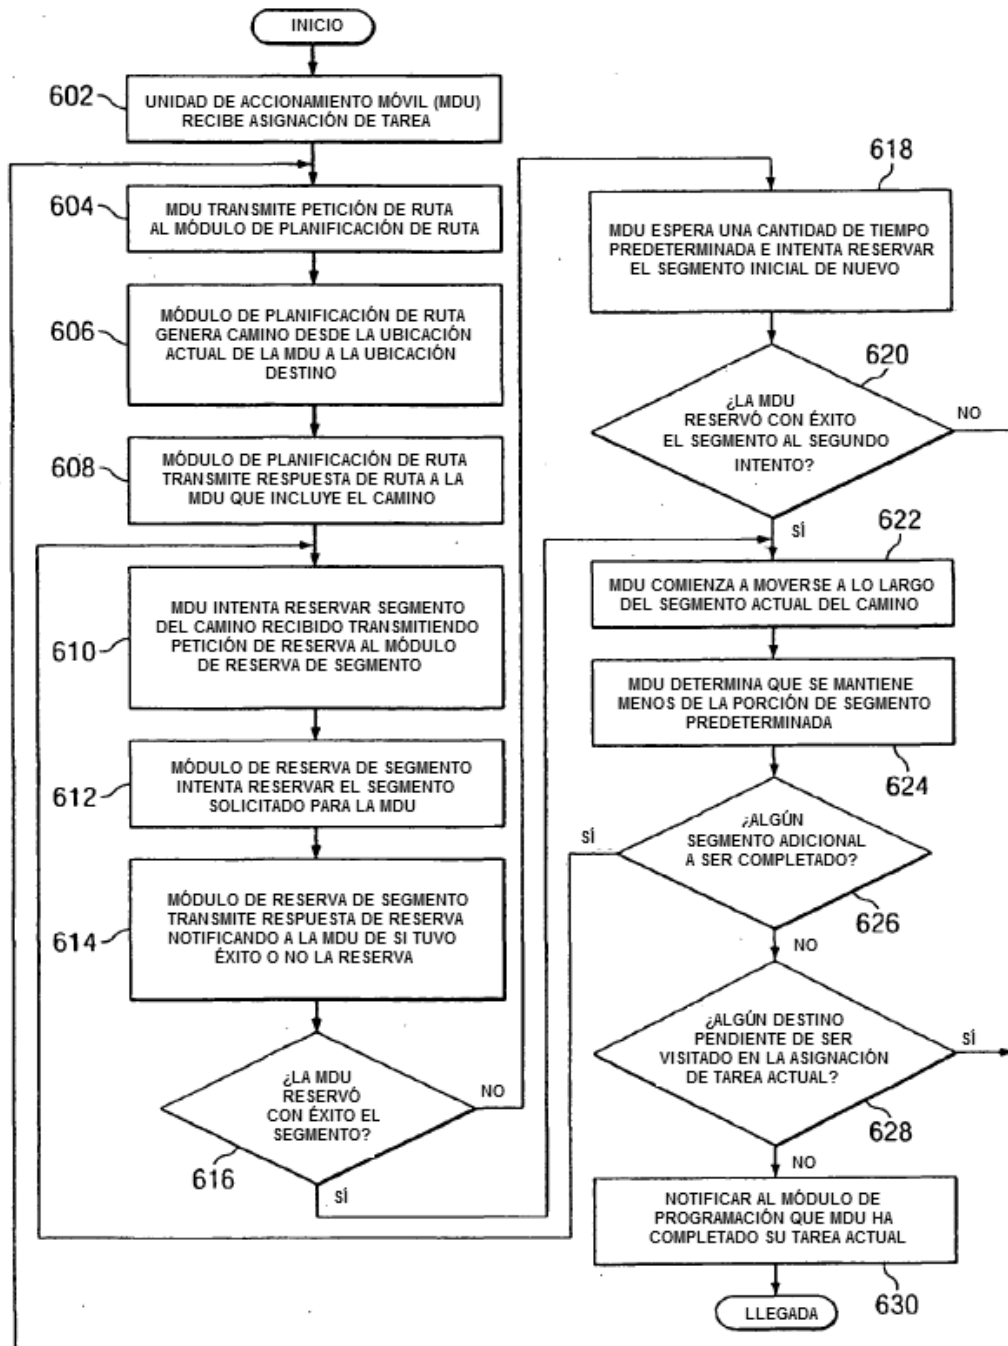 INICIO
602
UNIDAD DE ACCIONAMIENTO MÓVIL (MDU)
RECIBE ASIGNACIÓN DE TAREA
604
MDU TRANSMITE PETICIÓN DE RUTA
AL MÓDULO DE PLANIFICACIÓN DE RUTA
606
MÓDULO DE PLANIFICACIÓN DE RUTA
GENERA CAMINO DESDE LA UBICACIÓN
ACTUAL DE LA MDU A LA UBICACIÓN
DESTINO
608
MÓDULO DE PLANIFICACIÓN DE RUTA
TRANSMITE RESPUESTA DE RUTA A LA
MDU QUE INCLUYE EL CAMINO
610
MDU INTENTA RESERVAR SEGMENTO
DEL CAMINO RECIBIDO TRANSMITIENDO
PETICIÓN DE RESERVA AL MÓDULO
DE RESERVA DE SEGMENTO
612
MÓDULO DE RESERVA DE SEGMENTO
INTENTA RESERVAR EL SEGMENTO
SOLICITADO PARA LA MDU
614
MÓDULO DE RESERVA DE SEGMENTO
TRANSMITE RESPUESTA DE RESERVA
NOTIFICANDO A LA MDU DE SI TUVO
ÉXITO O NO LA RESERVA
¿LA MDU
RESERVÓ
CON ÉXITO EL
SEGMENTO?
NO
616
SÍ
618
MDU ESPERA UNA CANTIDAD DE TIEMPO
PREDETERMINADA E INTENTA RESERVAR
EL SEGMENTO INICIAL DE NUEVO
620
¿LA MDU
RESERVÓ CON ÉXITO
EL SEGMENTO AL SEGUNDO
INTENTO?
NO
SÍ
622
MDU COMIENZA A MOVERSE A LO LARGO
DEL SEGMENTO ACTUAL DEL CAMINO
MDU DETERMINA QUE SE MANTIENE
MENOS DE LA PORCIÓN DE SEGMENTO
PREDETERMINADA
624
SÍ
¿ALGÚN
SEGMENTO ADICIONAL
A SER COMPLETADO?
626
NO
¿ALGÚN DESTINO
PENDIENTE DE SER
VISITADO EN LA ASIGNACIÓN
DE TAREA ACTUAL?
SÍ
628
NO
NOTIFICAR AL MÓDULO DE
PROGRAMACIÓN QUE MDU HA
COMPLETADO SU TAREA ACTUAL
630
LLEGADA